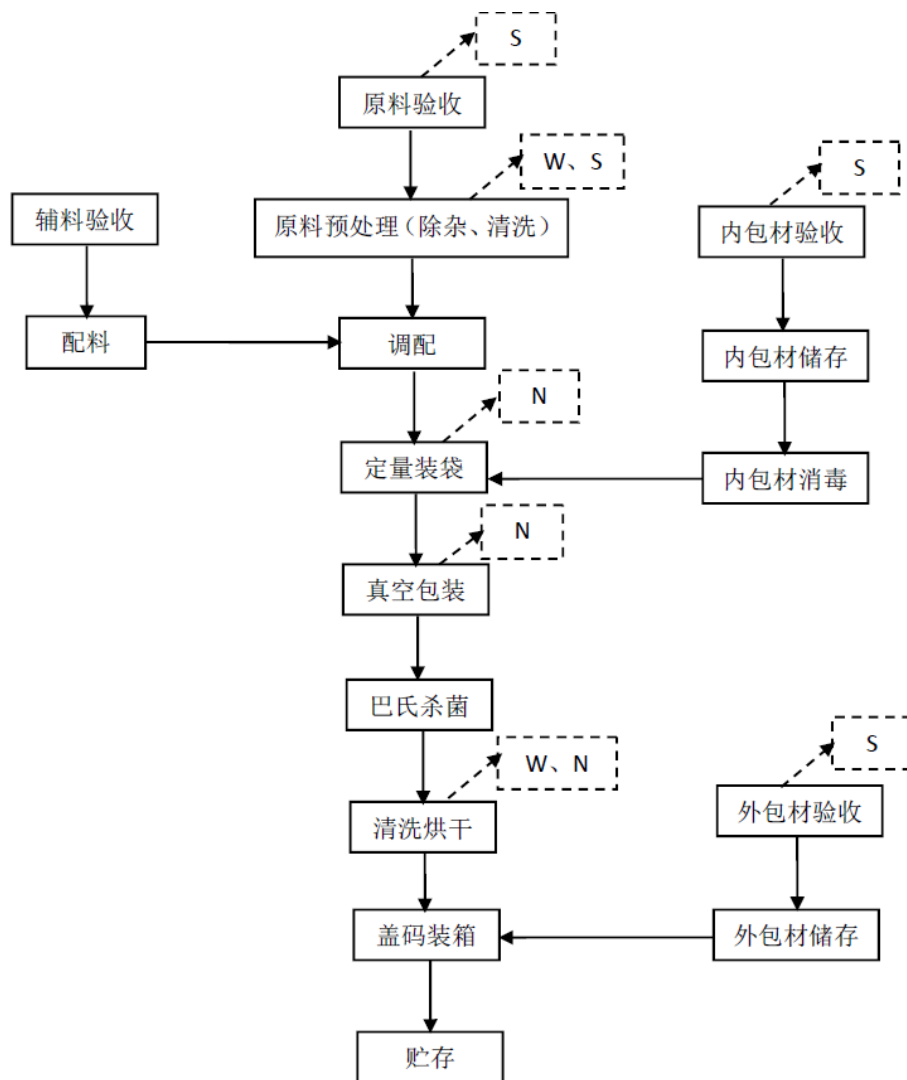 S
原料验收
W、S
S
辅料验收
原料预处理（除杂、清洗）
内包材验收
配料
调配
内包材储存
N
定量装袋
内包材消毒
N
真空包装
巴氏杀菌
W、N
S
清洗烘干
外包材验收
盖码装箱
外包材储存
贮存